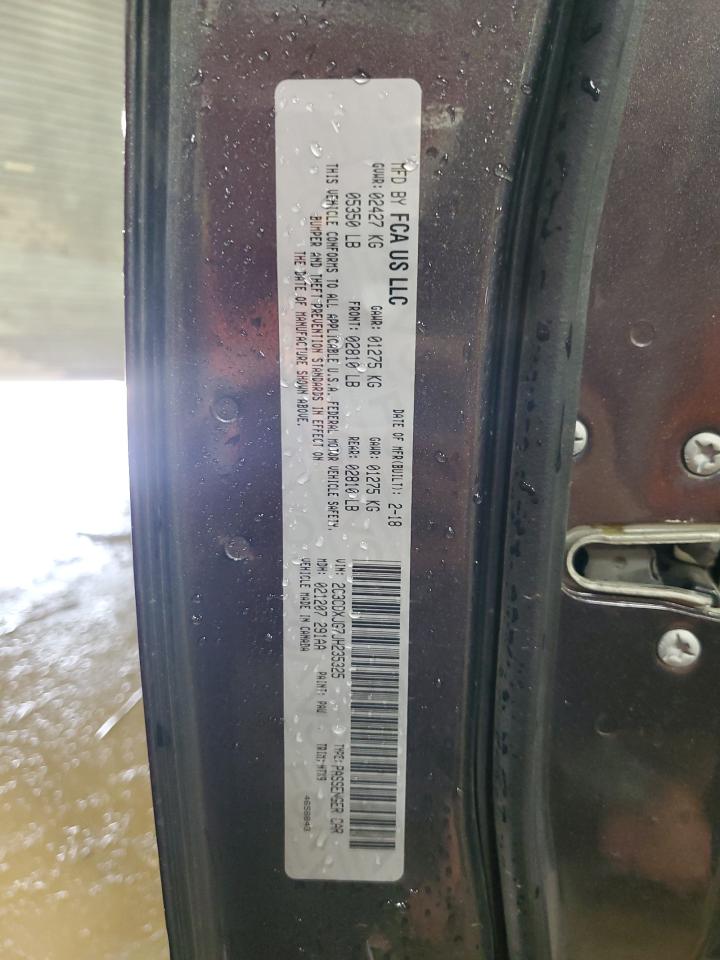 MFD BY FCA US LLC
DATE OF MFR(BUILT): 2-18
GVWR: 02427 KG
GAWR: 01275 KG
GAWR: 01275 KG
05350 LB
FRONT: 02810 LB
REAR: 02810 LB
THIS VEHICLE CONFORMS TO ALL APPLICABLE U.S.A. FEDERAL MOTOR VEHICLE SAFETY,
BUMPER AND THEFT PREVENTION STANDARDS IN EFFECT ON
THE DATE OF MANUFACTURE SHOWN ABOVE.
VIN: 2C3CDXJG7JH235325
TYPE: PASSENGER CAR
MDH: 021207 291AA
PAINT: PAU -
TRIM: HTX9
VEHICLE MADE IN CANADA